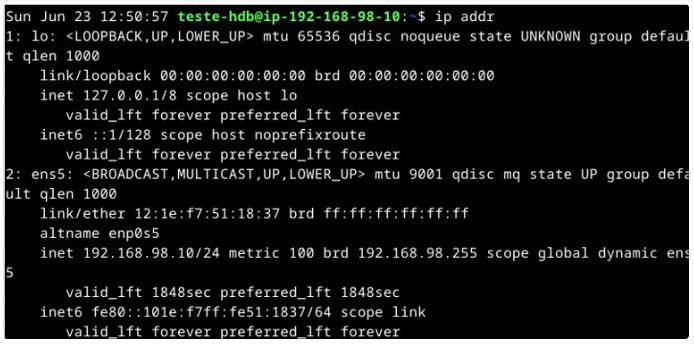 Sun Jun 23 12:50:57 teste-hdb@ip-192-168-98-10:~$ ip addr
1: lo: <LOOPBACK,UP,LOWER_UP> mtu 65536 qdisc noqueue state UNKNOWN group defaul
t qlen 1000
    link/loopback 00:00:00:00:00:00 brd 00:00:00:00:00:00
    inet 127.0.0.1/8 scope host lo
       valid_lft forever preferred_lft forever
    inet6 ::1/128 scope host noprefixroute
       valid_lft forever preferred_lft forever
2: ens5: <BROADCAST,MULTICAST,UP,LOWER_UP> mtu 9001 qdisc mq state UP group defa
ult qlen 1000
    link/ether 12:1e:f7:51:18:37 brd ff:ff:ff:ff:ff:ff
    altname enp0s5
    inet 192.168.98.10/24 metric 100 brd 192.168.98.255 scope global dynamic ens
5
       valid_lft 1848sec preferred_lft 1848sec
    inet6 fe80::101e:f7ff:fe51:1837/64 scope link
       valid_lft forever preferred_lft forever